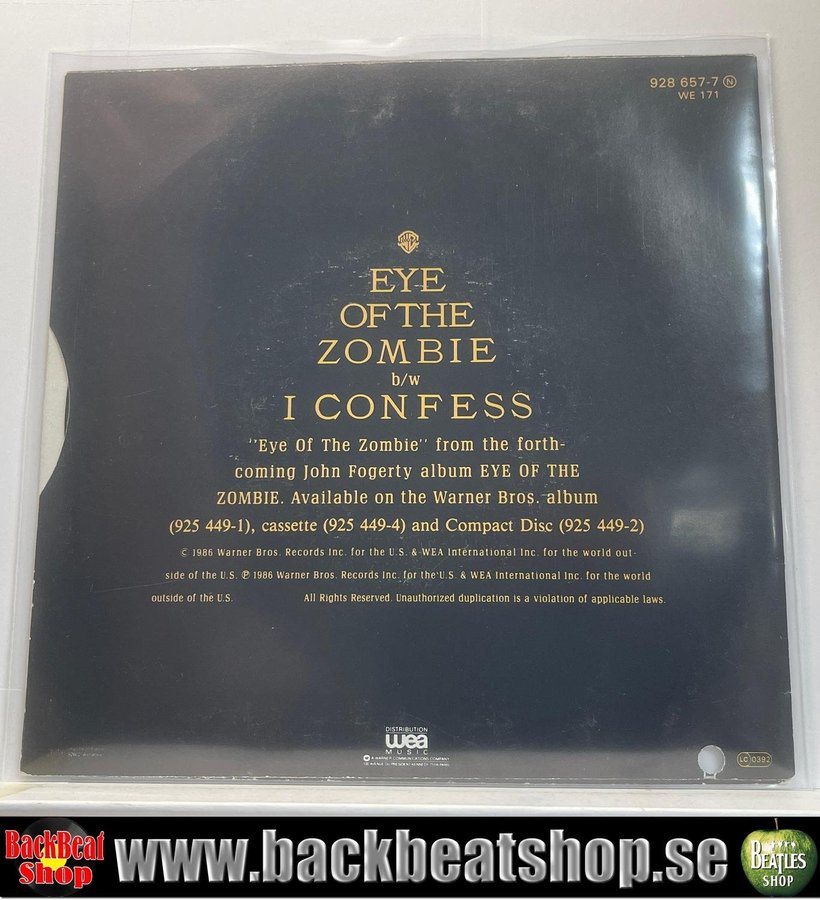 928 657-7 N
WE 171
EYE
OF THE
ZOMBIE
b/w
I CONFESS
"Eye Of The Zombie" from the forth-
coming John Fogerty album EYE OF THE
ZOMBIE. Available on the Warner Bros. album
(925 449-1), cassette (925 449-4) and Compact Disc (925 449-2)
© 1986 Warner Bros. Records Inc. for the U.S. & WEA International Inc. for the world out-
side of the U.S. ℗ 1986 Warner Bros. Records Inc. for the U.S. & WEA International Inc. for the world
outside of the U.S. All Rights Reserved. Unauthorized duplication is a violation of applicable laws.
DISTRIBUTION
wea
MUSIC
A WARNER COMMUNICATIONS COMPANY
LC 0392
BackBeat
Shop
www.backbeatshop.se
BEATLES
SHOP